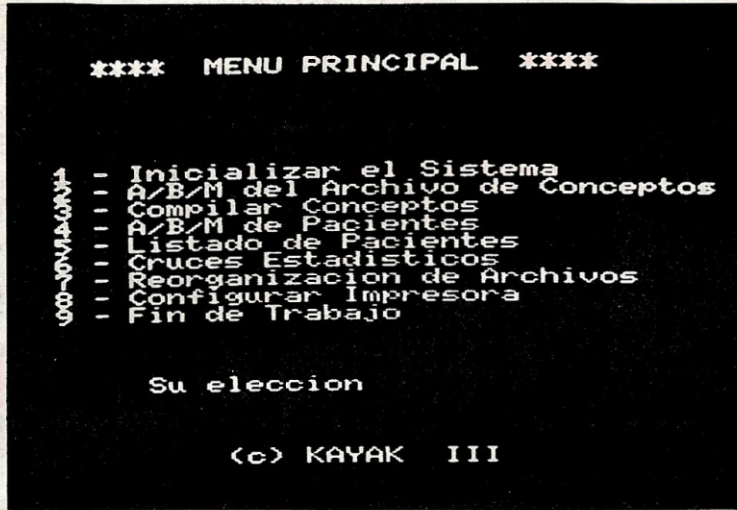 **** MENU PRINCIPAL ****
1 - Inicializar el Sistema
2 - A/B/M del Archivo de Conceptos
3 - Compilar Conceptos
4 - A/B/M de Pacientes
5 - Listado de Pacientes
6 - Cruces Estadisticos
7 - Reorganizacion de Archivos
8 - Configurar Impresora
9 - Fin de Trabajo
Su eleccion
(c) KAYAK III